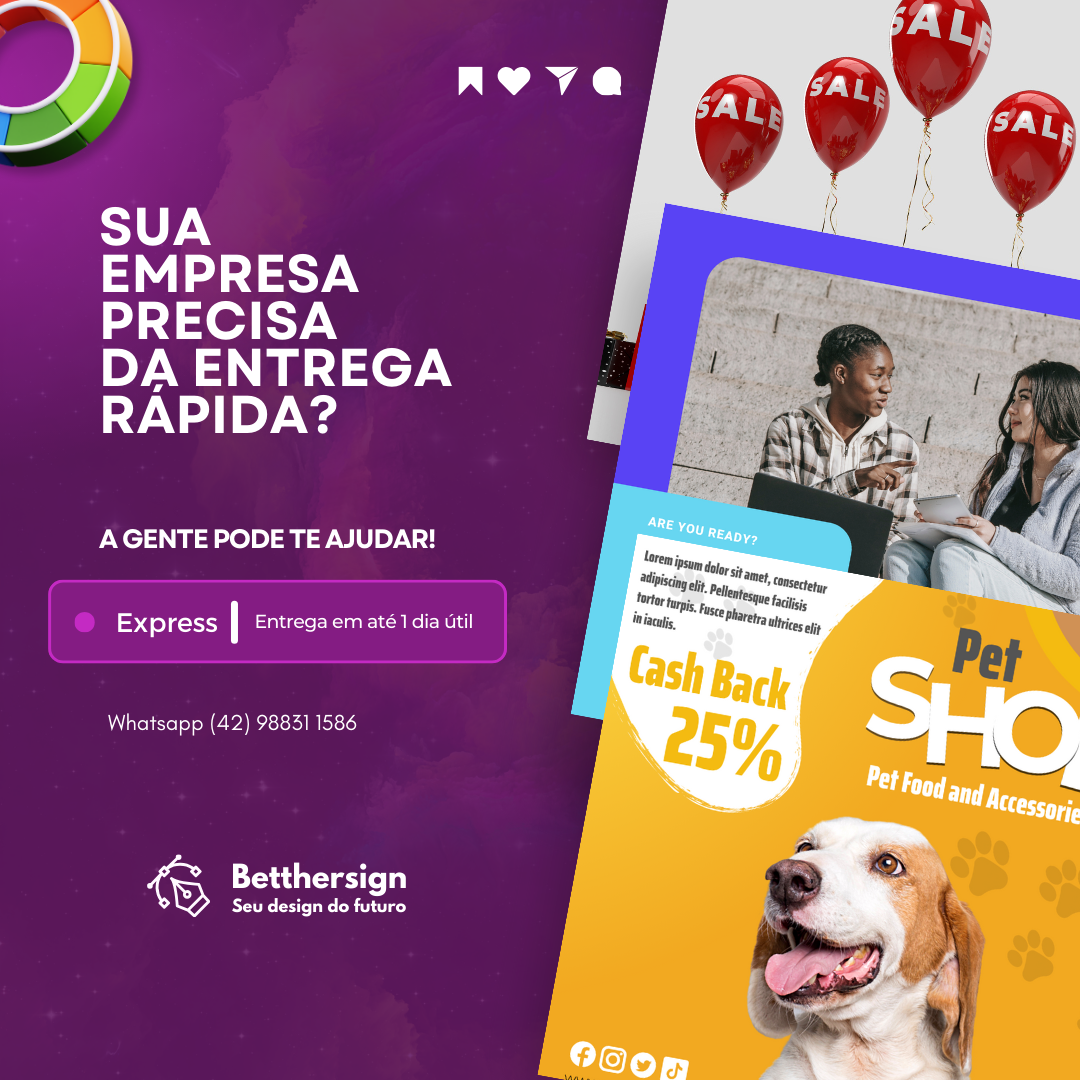 SUA
EMPRESA
PRECISA
DA ENTREGA
RÁPIDA?
A GENTE PODE TE AJUDAR!
Express
Entrega em até 1 dia útil
Whatsapp (42) 98831 1586
Betthersign
Seu design do futuro
SALE
SALE
SALE
SALE
ARE YOU READY?
Lorem ipsum dolor sit amet, consectetur
adipiscing elit. Pellentesque facilisis
tortor turpis. Fusce pharetra ultrices elit
in iaculis.
Cash Back
25%
Pet
SHO
Pet Food and Accessorie